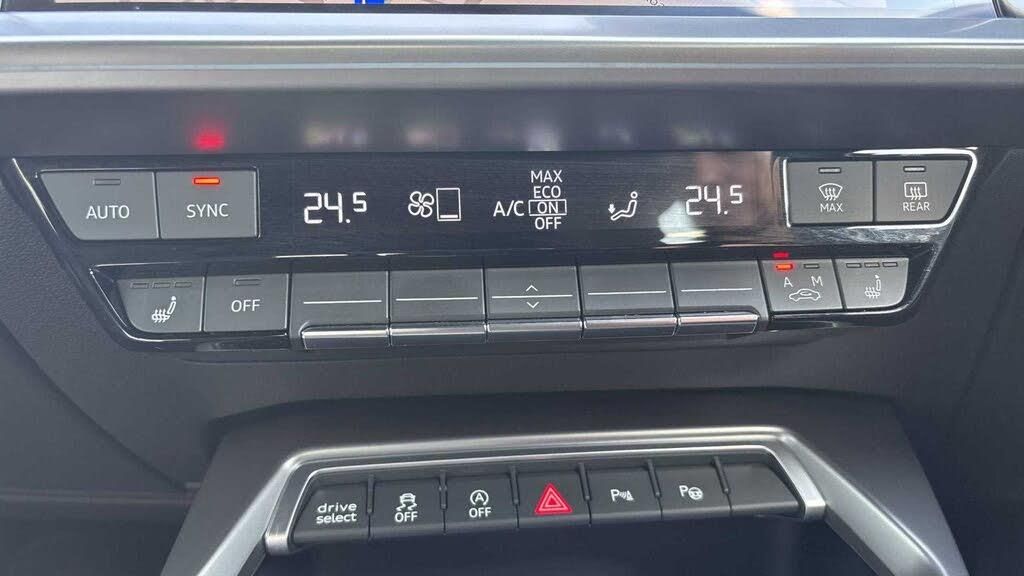 AUTO
SYNC
24.5
A/C
MAX
ECO
ON
OFF
24.5
MAX
REAR
OFF
A M
drive
select
OFF
A
OFF
P
P